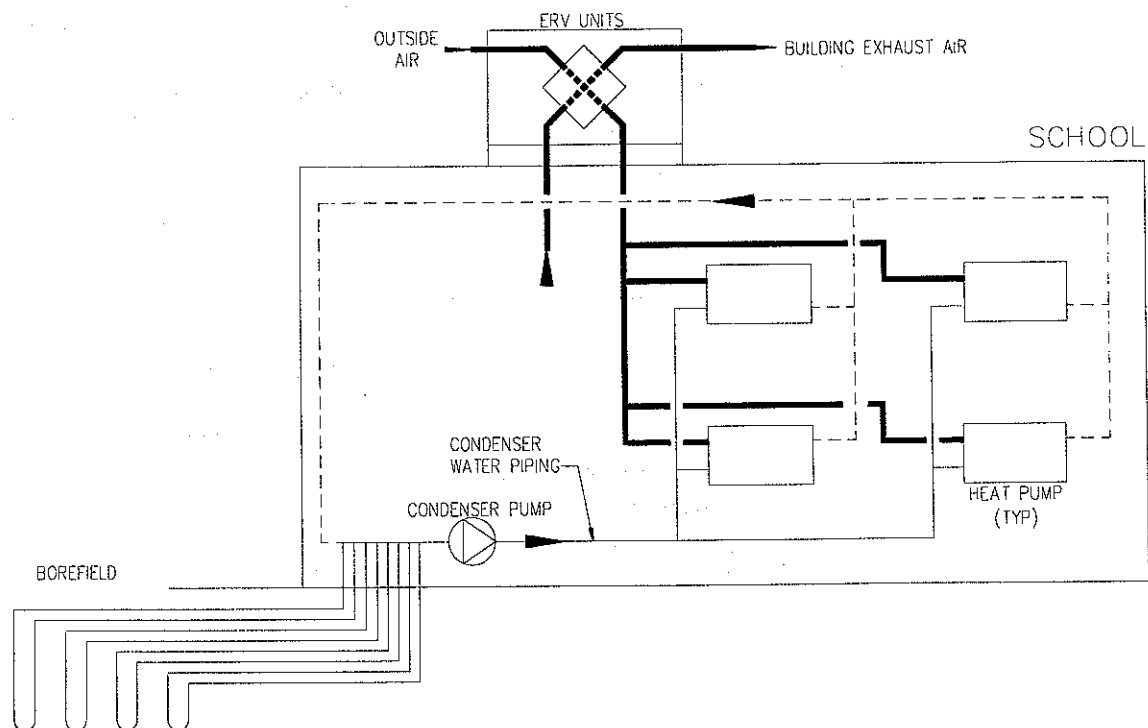 ERV UNITS
OUTSIDE
AIR
BUILDING EXHAUST AIR
SCHOOL
CONDENSER
WATER PIPING
CONDENSER PUMP
HEAT PUMP
(TYP)
BOREFIELD